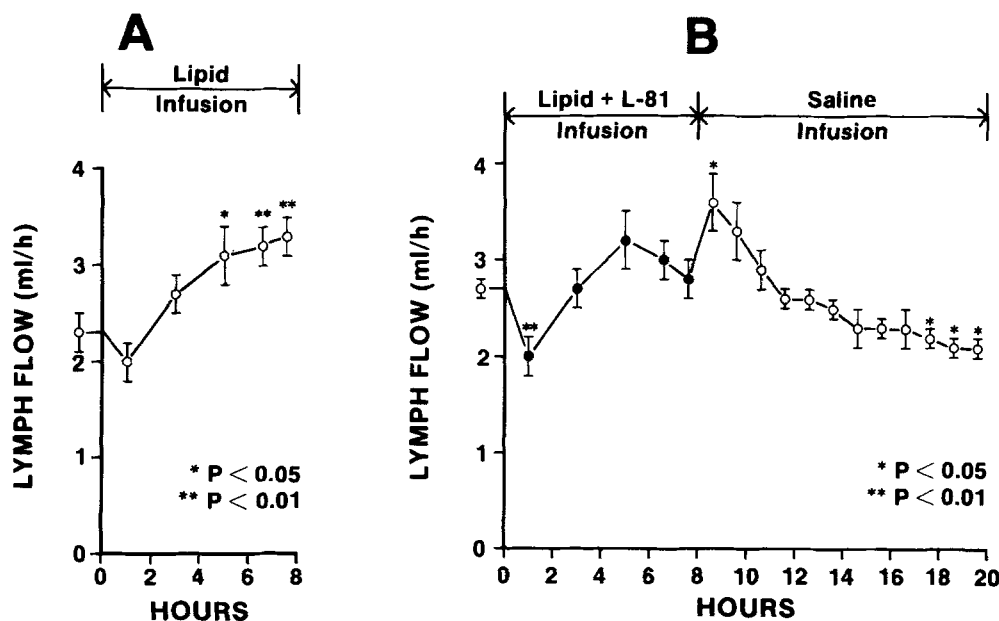 A
Lipid
Infusion
LYMPH FLOW (ml/h)
4
3
2
1
0
* ** **
* P < 0.05
** P < 0.01
0 2 4 6 8
HOURS
B
Lipid + L-81 Saline
Infusion Infusion
LYMPH FLOW (ml/h)
4
3
2
1
0
*
**
* * *
* P < 0.05
** P < 0.01
0 2 4 6 8 10 12 14 16 18 20
HOURS